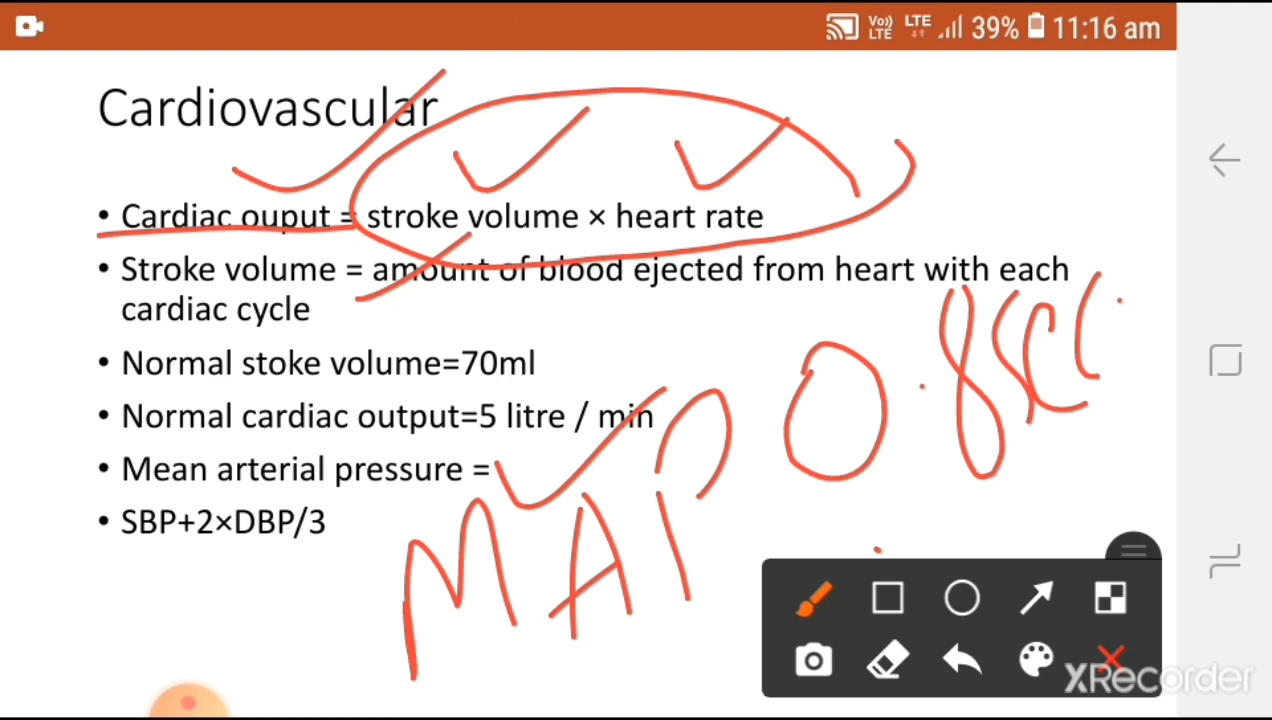 Vo))
LTE LTE 39% 11:16 am
Cardiovascular
• Cardiac ouput = stroke volume × heart rate
• Stroke volume = amount of blood ejected from heart with each
cardiac cycle
• Normal stoke volume=70ml
• Normal cardiac output=5 litre / min
• Mean arterial pressure =
• SBP+2×DBP/3
0.8sec
MAP
XRecorder